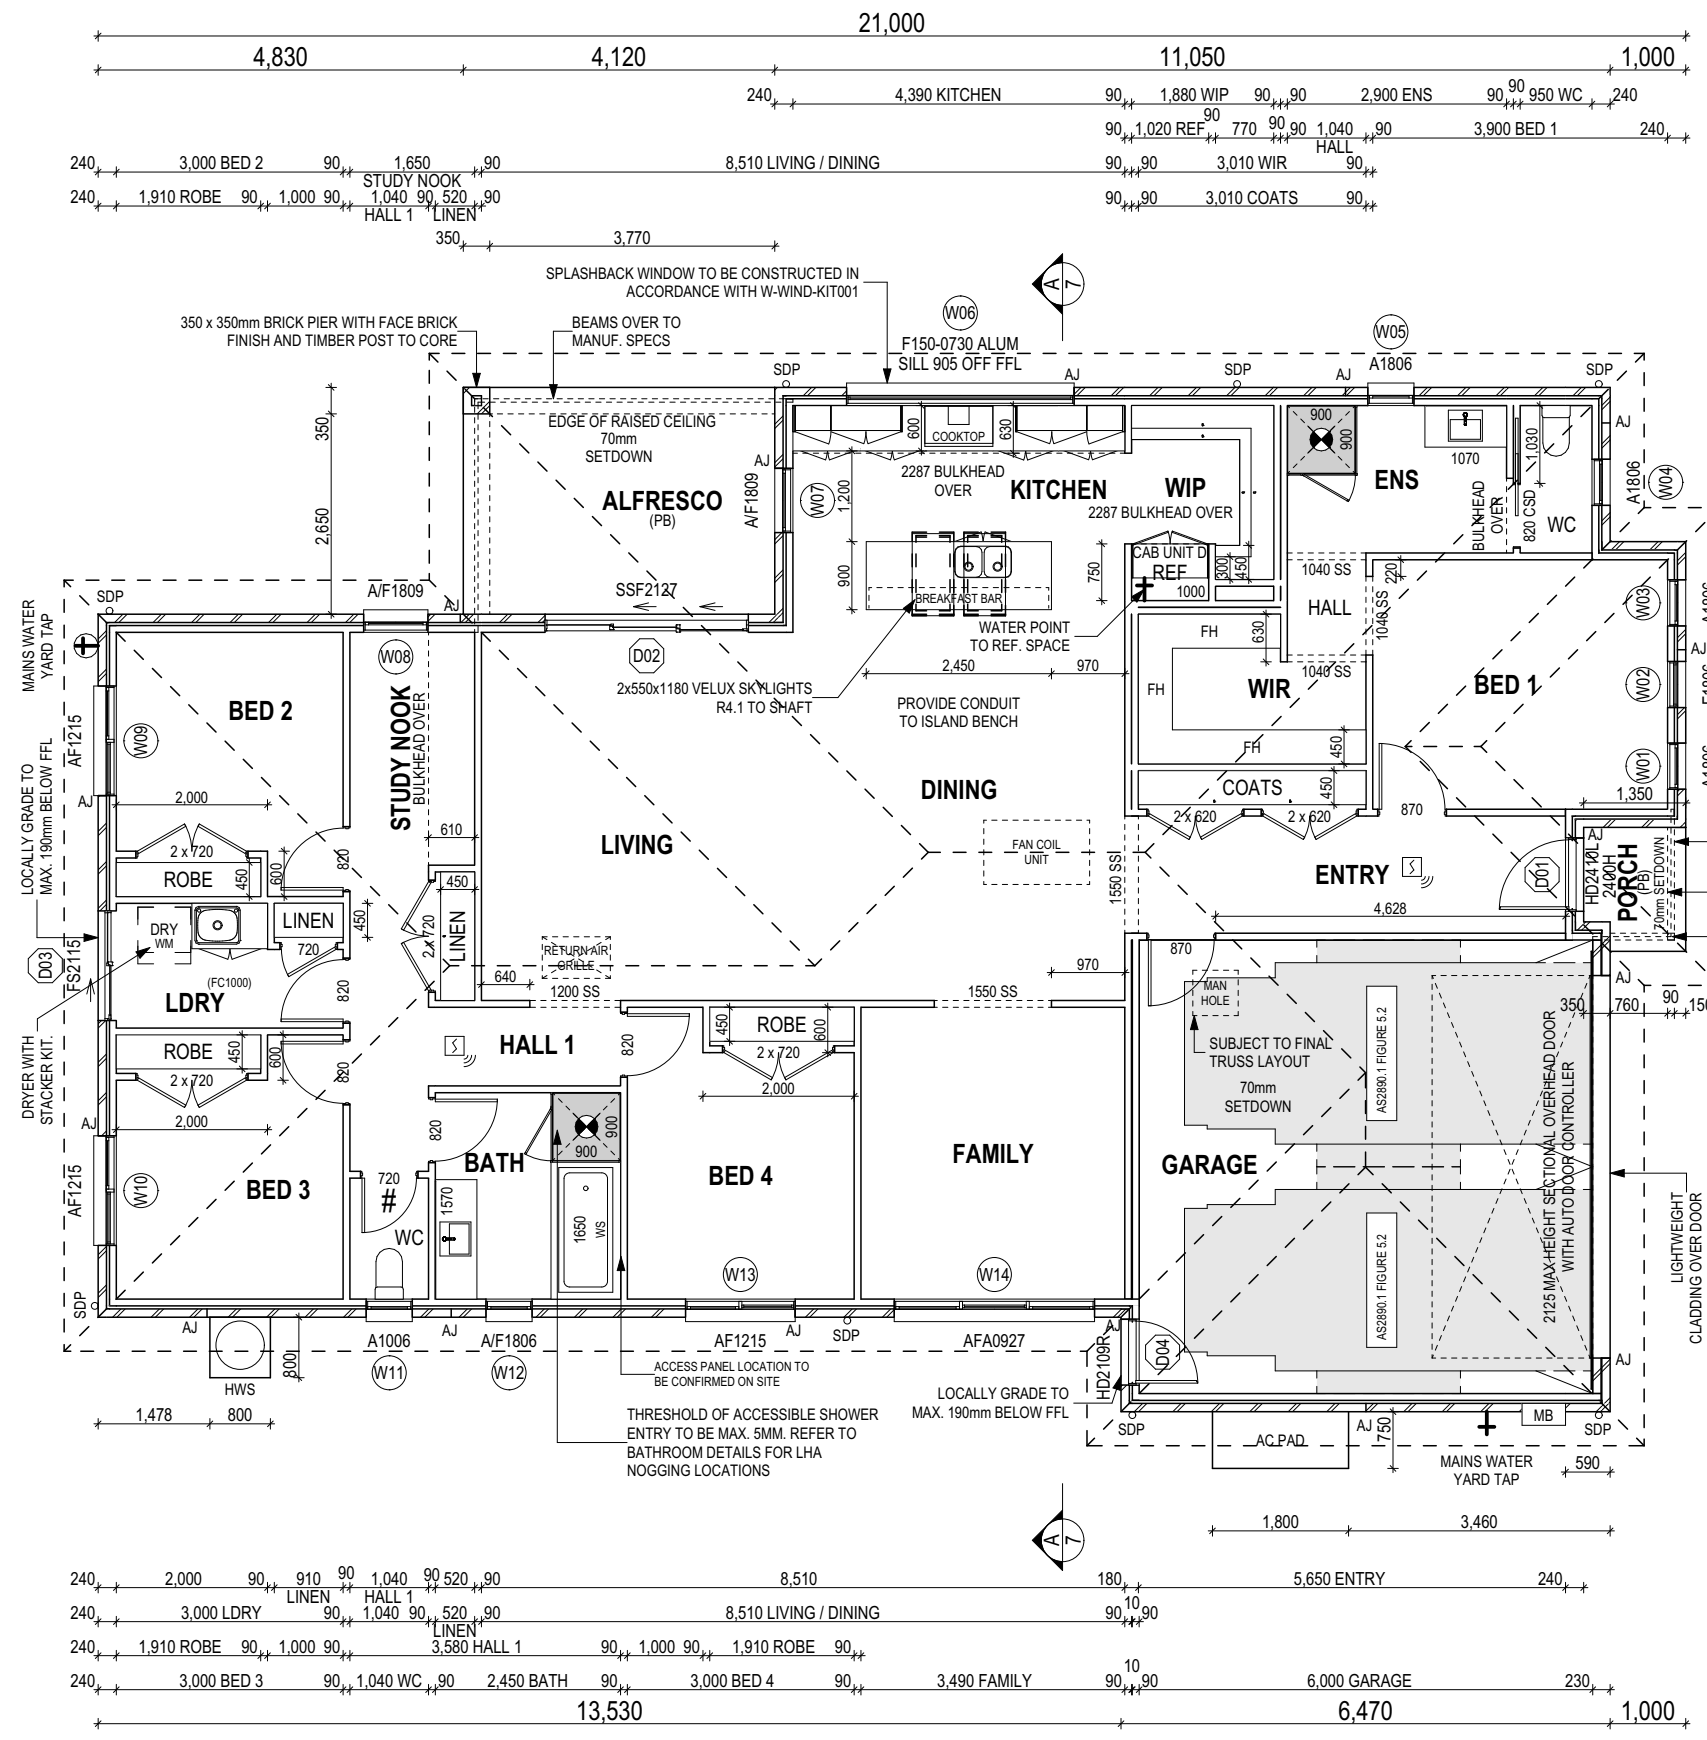 21,000
4,830 4,120 11,050 1,000
240 4,390 KITCHEN 90 1,880 WIP 90 90 2,900 ENS 90 90 950 WC 240
90 1,020 REF 90 770 90 90 1,040 90 3,900 BED 1 240
HALL
240 3,000 BED 2 90 1,650 90 8,510 LIVING / DINING 90 90 3,010 WIR 90
STUDY NOOK
240 1,910 ROBE 90 1,000 90 1,040 90 520 90 90 90 3,010 COATS 90
HALL 1 LINEN
350 3,770
SPLASHBACK WINDOW TO BE CONSTRUCTED IN
ACCORDANCE WITH W-WIND-KIT001
A
7
350 x 350mm BRICK PIER WITH FACE BRICK
FINISH AND TIMBER POST TO CORE
BEAMS OVER TO
MANUF. SPECS
W06
F150-0730 ALUM
SILL 905 OFF FFL
W05
A1806
SDP AJ SDP AJ SDP
350
2,650
EDGE OF RAISED CEILING
70mm
SETDOWN
ALFRESCO
(PB)
AJ
A/F1809
W07
600
COOKTOP
630
2287 BULKHEAD
OVER
1,200
KITCHEN
WIP
2287 BULKHEAD OVER
900
900
ENS
1070
BULKHEAD
OVER
820 CSD
1,030
WC
AJ
A1806
W04
900
BREAKFAST BAR
750
CAB UNIT D
REF
1000
300
450
1040 SS
220
HALL
1040 SS
1040 SS
WATER POINT
TO REF. SPACE
2,450 970
SSF2127
D02
2x550x1180 VELUX SKYLIGHTS
R4.1 TO SHAFT
PROVIDE CONDUIT
TO ISLAND BENCH
FH
630
FH
WIR
FH
450
BED 1
W03
AJ
W02
W01
1,350
A/F1809
AJ
W08
SDP
MAINS WATER
YARD TAP
BED 2
STUDY NOOK
BULKHEAD OVER
AF1215
W09
AJ
LOCALLY GRADE TO
MAX. 190mm BELOW FFL
2,000
2 x 720
ROBE
450
600
820
610
LIVING
DINING
FAN COIL
UNIT
COATS
450
2 x 620 2 x 620
870
1550 SS
ENTRY
D01
HD2410L
2400H
AJ
PORCH
(PB)
70mm SETDOWN
4,628
DRY
WM
LINEN
720
450
450
LINEN
2 x 720
D03
FS2115
LDRY
(FC1000)
820
RETURN AIR
GRILLE
640
1200 SS
970
1550 SS
870
MAN
HOLE
AJ
350 760 90
ROBE
450
600
2 x 720
2,000
820
DRYER WITH
STACKER KIT.
HALL 1
820
ROBE
450
600
2 x 720
2,000
SUBJECT TO FINAL
TRUSS LAYOUT
70mm
SETDOWN
AS2890.1 FIGURE 5.2
2125 MAX HEIGHT SECTIONAL OVERHEAD DOOR
WITH AUTO DOOR CONTROLLER
AJ
AF1215
W10
BED 3
720
#
WC
820
BATH
900
900
1570
1650
WS
BED 4
FAMILY
GARAGE
AS2890.1 FIGURE 5.2
LIGHTWEIGHT
CLADDING OVER DOOR
W13 W14
SDP
AJ
HWS
800
A1006
W11
AJ
A/F1806
W12
AF1215
AJ
SDP
AFA0927
AJ
HD2109R
D04
AJ
ACCESS PANEL LOCATION TO
BE CONFIRMED ON SITE
LOCALLY GRADE TO
MAX. 190mm BELOW FFL
1,478 800
THRESHOLD OF ACCESSIBLE SHOWER
ENTRY TO BE MAX. 5MM. REFER TO
BATHROOM DETAILS FOR LHA
NOGGING LOCATIONS
SDP
AC PAD
AJ
750
MB
SDP
MAINS WATER
YARD TAP
590
1,800 3,460
A
7
240 2,000 90 910 90 1,040 90 520 90 8,510 180 5,650 ENTRY 240
LINEN HALL 1
240 3,000 LDRY 90 1,040 90 520 90 8,510 LIVING / DINING 90 10 90
LINEN
240 1,910 ROBE 90 1,000 90 3,580 HALL 1 90 1,000 90 1,910 ROBE 90
240 3,000 BED 3 90 1,040 WC 90 2,450 BATH 90 3,000 BED 4 90 3,490 FAMILY 90 10 90 6,000 GARAGE 230
13,530 6,470 1,000